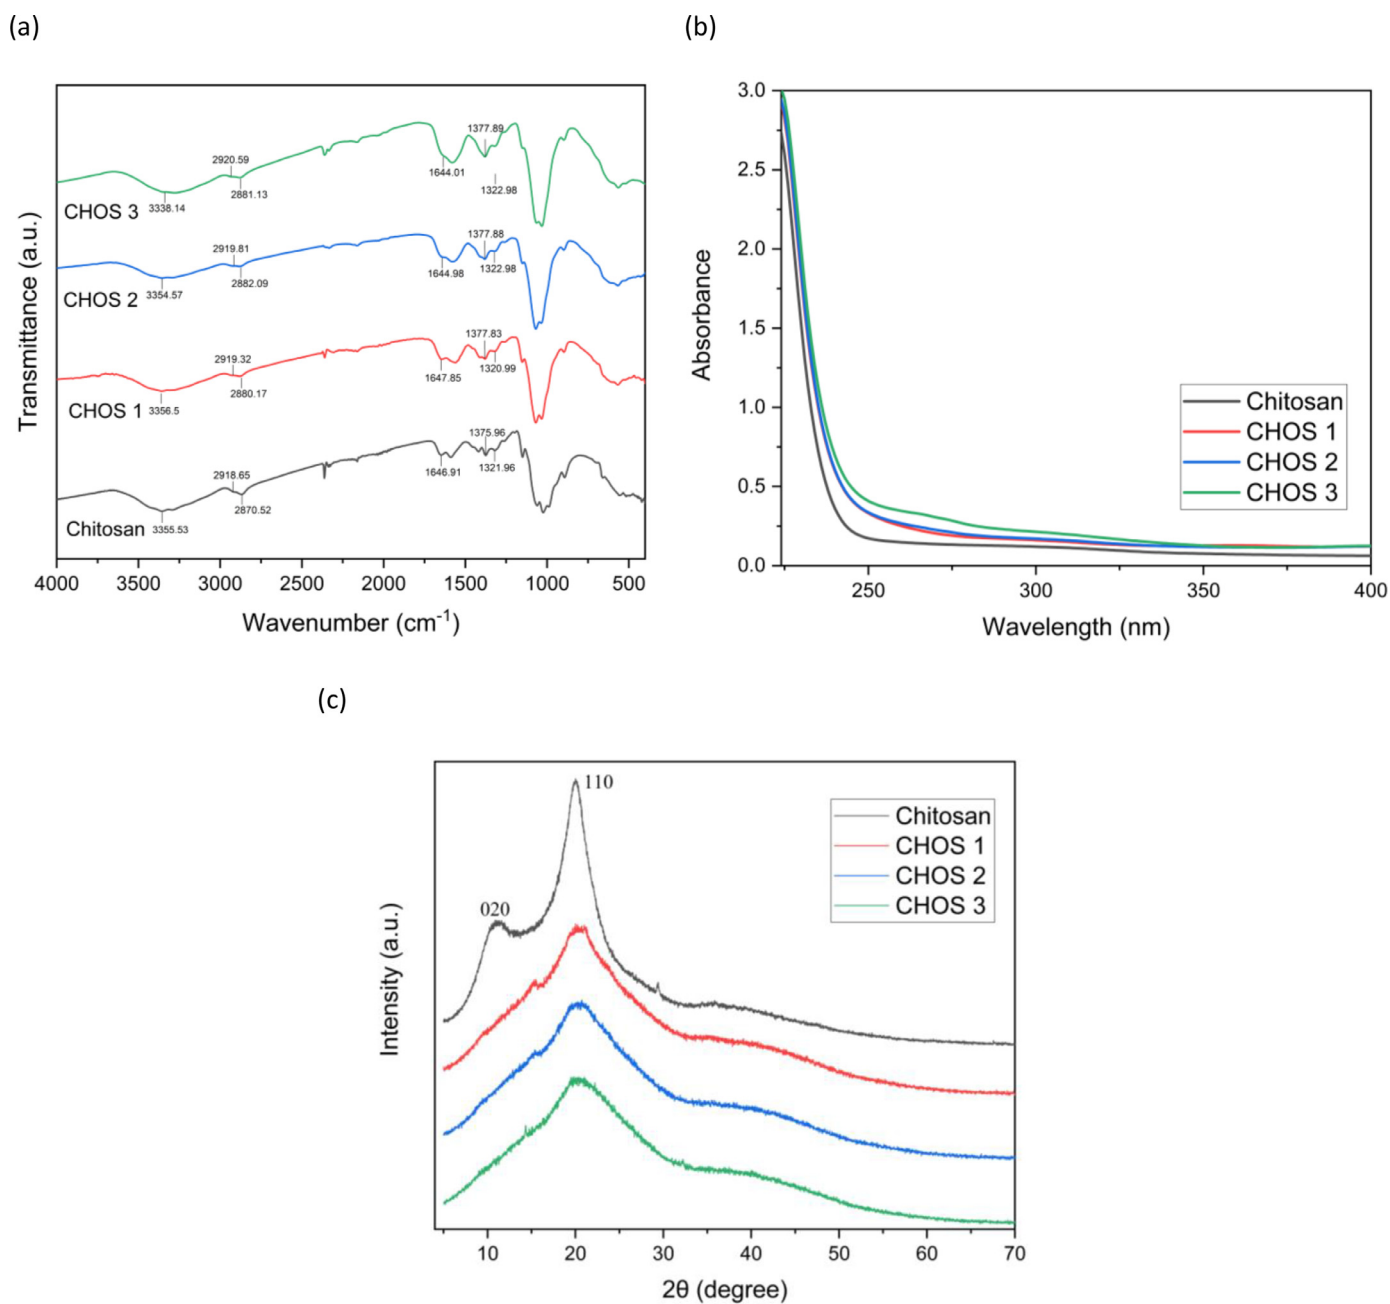 (a)
(b)
1377.89
2920.59
1644.01
2881.13
1322.98
3338.14
CHOS 3
1377.88
2919.81
1644.98
1322.98
2882.09
3354.57
CHOS 2
1377.83
2919.32
1647.85
1320.99
2880.17
3356.5
CHOS 1
1375.96
2918.65
1646.91
1321.96
2870.52
3355.53
Chitosan
Transmittance (a.u.)
4000 3500 3000 2500 2000 1500 1000 500
Wavenumber (cm-1)
3.0
2.5
2.0
1.5
1.0
0.5
0.0
Absorbance
Chitosan
CHOS 1
CHOS 2
CHOS 3
250 300 350 400
Wavelength (nm)
(c)
110
020
Chitosan
CHOS 1
CHOS 2
CHOS 3
Intensity (a.u.)
10 20 30 40 50 60 70
2θ (degree)